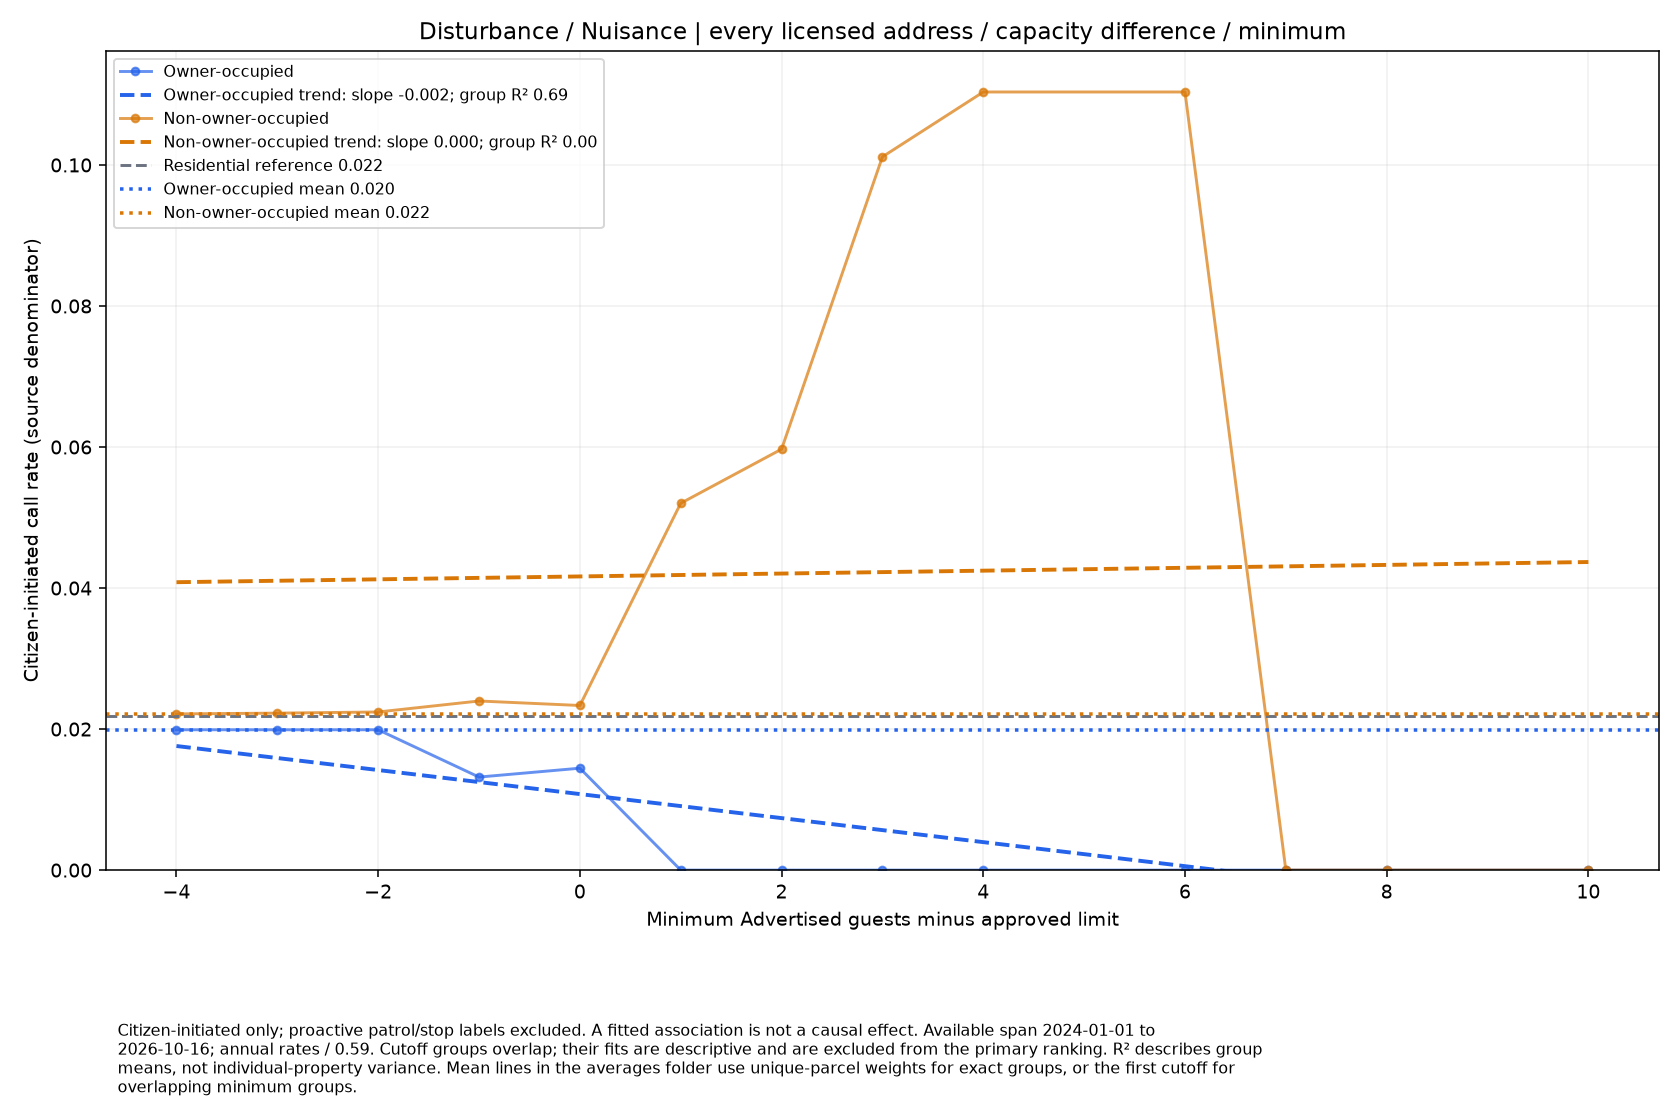 Disturbance / Nuisance | every licensed address / capacity difference / minimum
Owner-occupied
Owner-occupied trend: slope -0.002; group R² 0.69
Non-owner-occupied
Non-owner-occupied trend: slope 0.000; group R² 0.00
Residential reference 0.022
Owner-occupied mean 0.020
Non-owner-occupied mean 0.022
Citizen-initiated call rate (source denominator)
0.10
0.08
0.06
0.04
0.02
0.00
−4
−2
0
2
4
6
8
10
Minimum Advertised guests minus approved limit
Citizen-initiated only; proactive patrol/stop labels excluded. A fitted association is not a causal effect. Available span 2024-01-01 to
2026-10-16; annual rates / 0.59. Cutoff groups overlap; their fits are descriptive and are excluded from the primary ranking. R² describes group
means, not individual-property variance. Mean lines in the averages folder use unique-parcel weights for exact groups, or the first cutoff for
overlapping minimum groups.